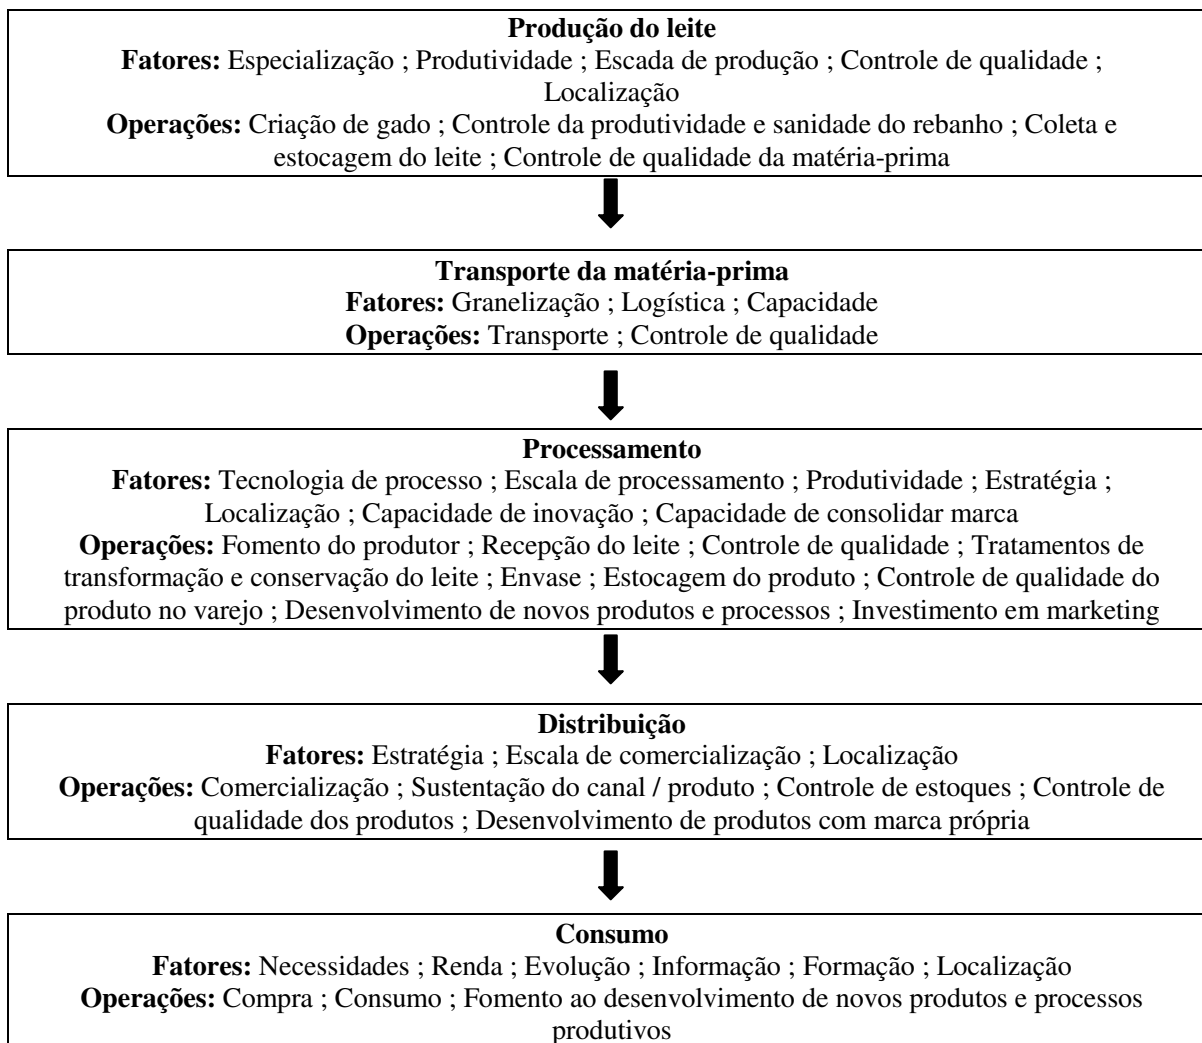 Produção do leite
Fatores: Especialização ; Produtividade ; Escada de produção ; Controle de qualidade ;
Localização
Operações: Criação de gado ; Controle da produtividade e sanidade do rebanho ; Coleta e
estocagem do leite ; Controle de qualidade da matéria-prima
Transporte da matéria-prima
Fatores: Granelização ; Logística ; Capacidade
Operações: Transporte ; Controle de qualidade
Processamento
Fatores: Tecnologia de processo ; Escala de processamento ; Produtividade ; Estratégia ;
Localização ; Capacidade de inovação ; Capacidade de consolidar marca
Operações: Fomento do produtor ; Recepção do leite ; Controle de qualidade ; Tratamentos de
transformação e conservação do leite ; Envase ; Estocagem do produto ; Controle de qualidade do
produto no varejo ; Desenvolvimento de novos produtos e processos ; Investimento em marketing
Distribuição
Fatores: Estratégia ; Escala de comercialização ; Localização
Operações: Comercialização ; Sustentação do canal / produto ; Controle de estoques ; Controle de
qualidade dos produtos ; Desenvolvimento de produtos com marca própria
Consumo
Fatores: Necessidades ; Renda ; Evolução ; Informação ; Formação ; Localização
Operações: Compra ; Consumo ; Fomento ao desenvolvimento de novos produtos e processos
produtivos